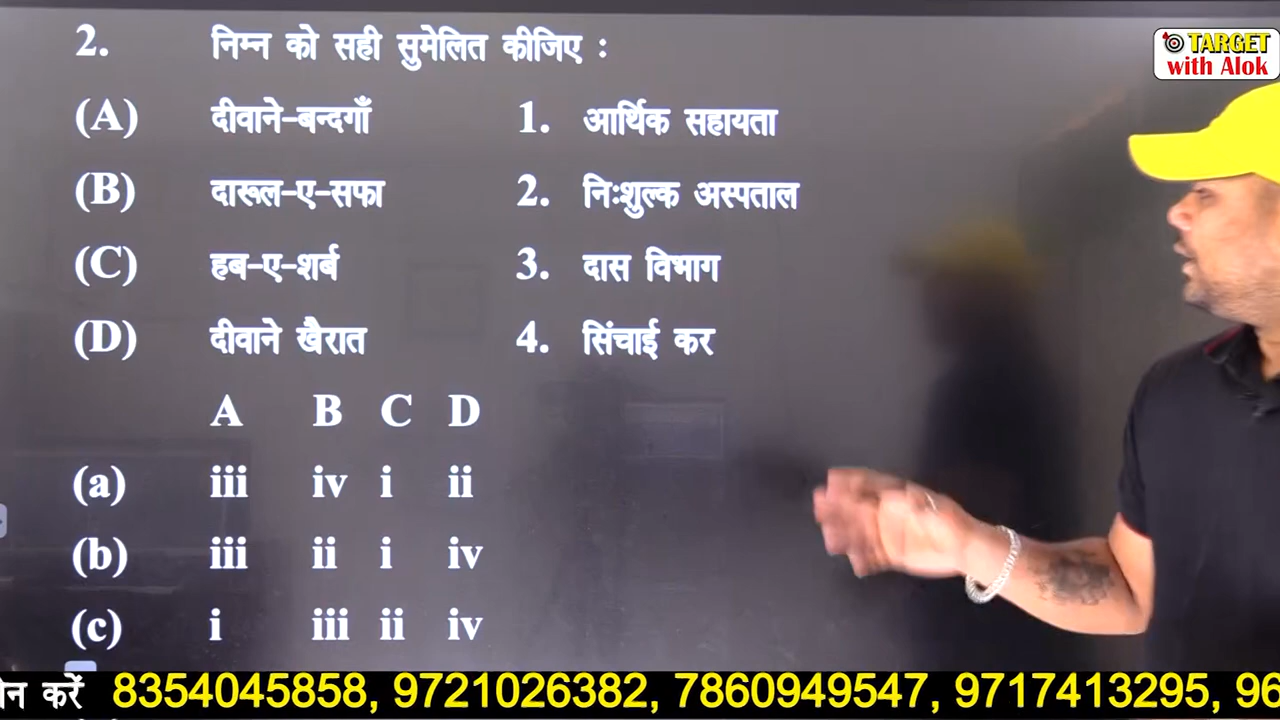 TARGET
with Alok
2. निम्न को सही सुमेलित कीजिए :
(A) दीवाने-बन्दगाँ 1. आर्थिक सहायता
(B) दारूल-ए-सफा 2. निःशुल्क अस्पताल
(C) हब-ए-शर्ब 3. दास विभाग
(D) दीवाने खैरात 4. सिंचाई कर
A B C D
(a) iii iv i ii
(b) iii ii i iv
(c) i iii ii iv
करें 8354045858, 9721026382, 7860949547, 9717413295, 96